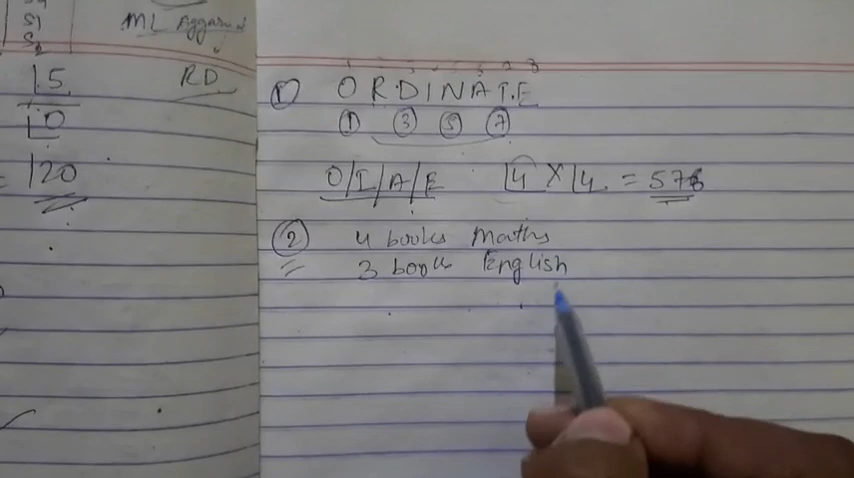 S1
S2
ML Aggarwal
15
RD
10
= 120
① ORDINATE
① ③ ⑤ ⑦
O/I/A/E 4 X 4 = 576
② 4 books Maths
= 3 book English